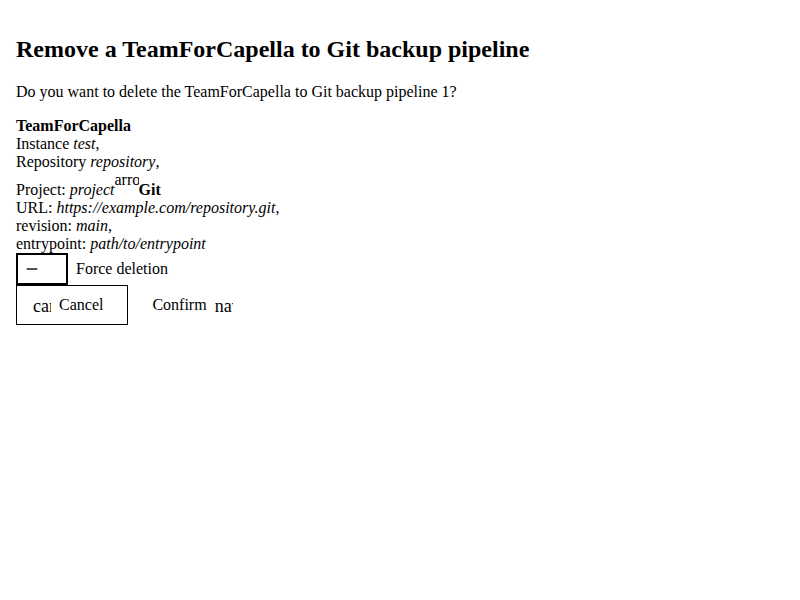 Remove a TeamForCapella to Git backup pipeline
Do you want to delete the TeamForCapella to Git backup pipeline 1?
TeamForCapella
Instance test,
Repository repository,
Project: project arro Git
URL: https://example.com/repository.git,
revision: main,
entrypoint: path/to/entrypoint
Force deletion
Cancel Confirm